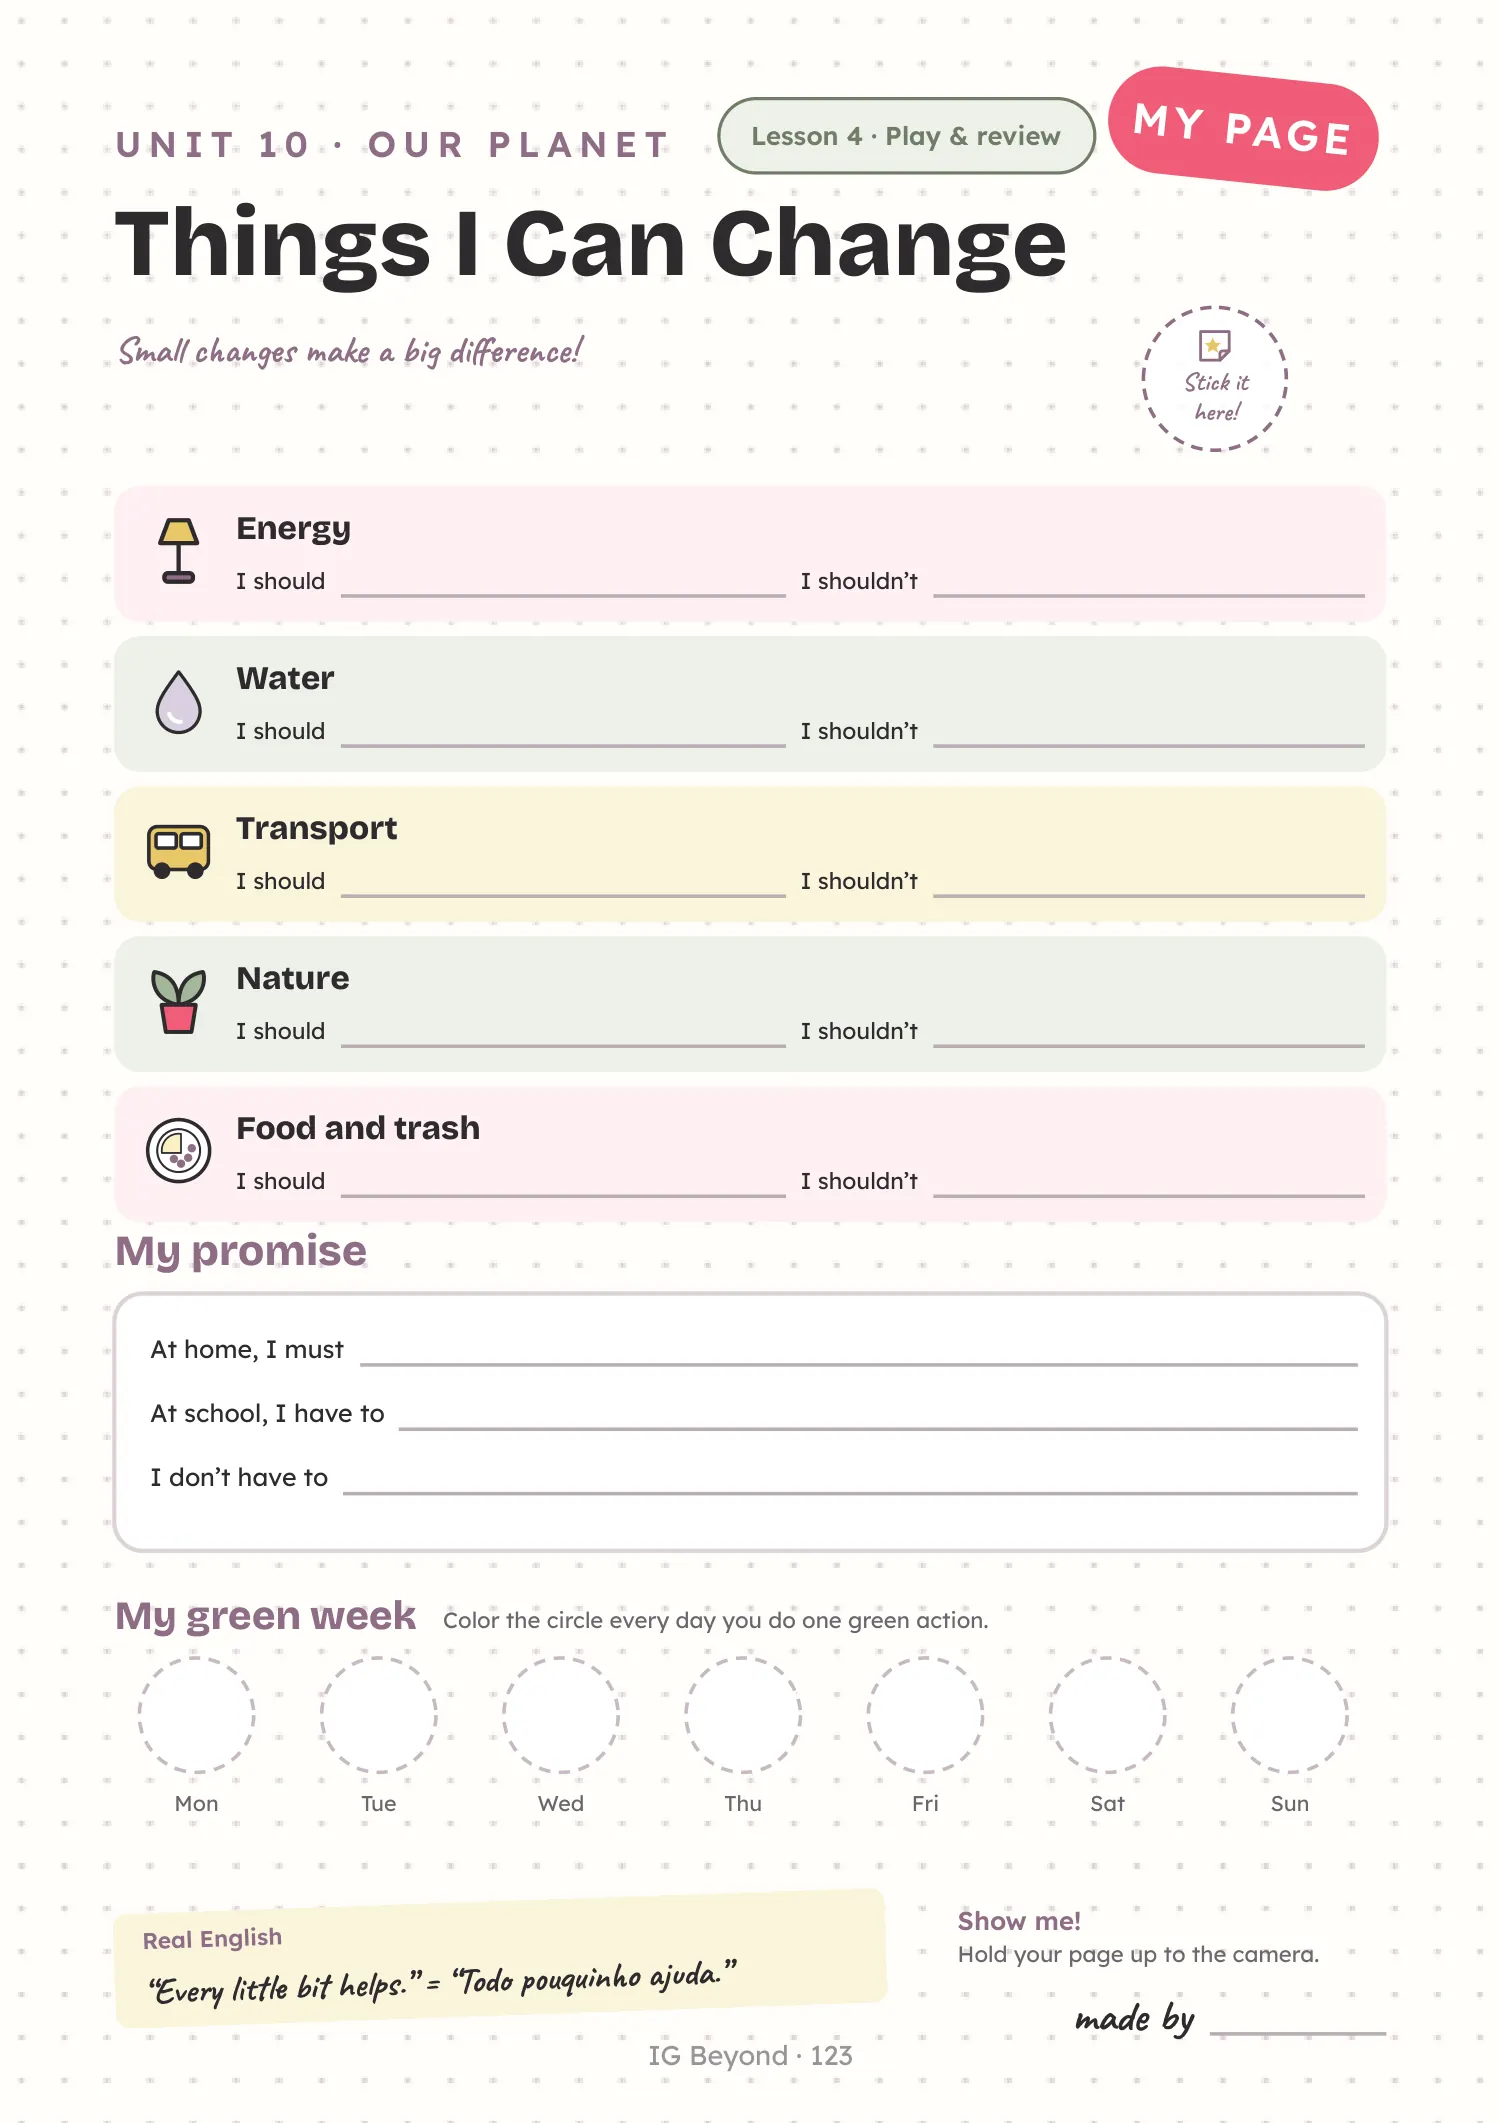 UNIT 10 · OUR PLANET
Lesson 4 · Play & review
MY PAGE
Things I Can Change
Small changes make a big difference!
Stick it
here!
Energy
I should
I shouldn’t
Water
I should
I shouldn’t
Transport
I should
I shouldn’t
Nature
I should
I shouldn’t
Food and trash
I should
I shouldn’t
My promise
At home, I must
At school, I have to
I don’t have to
My green week
Color the circle every day you do one green action.
Mon
Tue
Wed
Thu
Fri
Sat
Sun
Real English
“Every little bit helps.” = “Todo pouquinho ajuda.”
Show me!
Hold your page up to the camera.
made by
IG Beyond · 123